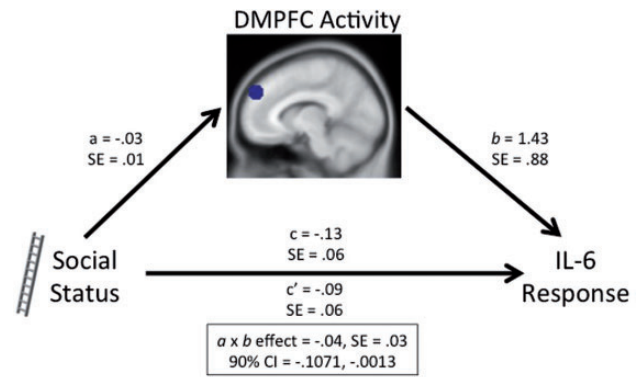 DMPFC Activity
a = -.03
SE = .01
b = 1.43
SE = .88
c = -.13
SE = .06
Social
Status
IL-6
Response
c’ = -.09
SE = .06
a x b effect = -.04, SE = .03
90% CI = -.1071, -.0013